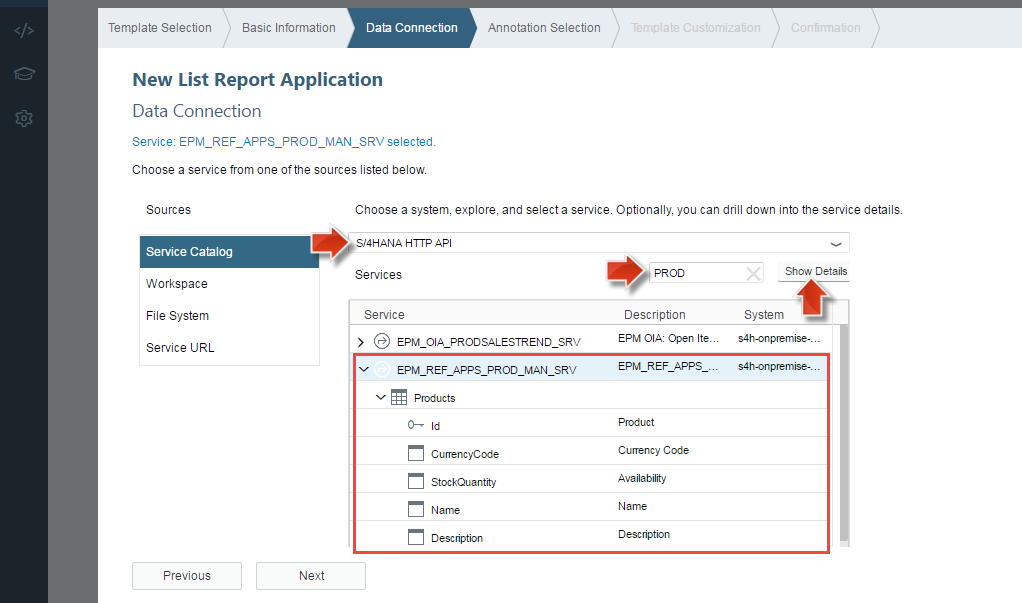 Template Selection Basic Information Data Connection Annotation Selection Template Customization Confirmation
New List Report Application
Data Connection
Service: EPM_REF_APPS_PROD_MAN_SRV selected.
Choose a service from one of the sources listed below.
Sources
Service Catalog
Workspace
File System
Service URL
Choose a system, explore, and select a service. Optionally, you can drill down into the service details.
S/4HANA HTTP API
Services PROD Show Details
Service Description System
EPM_OIA_PRODSALESTREND_SRV EPM OIA: Open Ite... s4h-onpremise-...
EPM_REF_APPS_PROD_MAN_SRV EPM_REF_APPS_... s4h-onpremise-...
Products
Id Product
CurrencyCode Currency Code
StockQuantity Availability
Name Name
Description Description
Previous Next